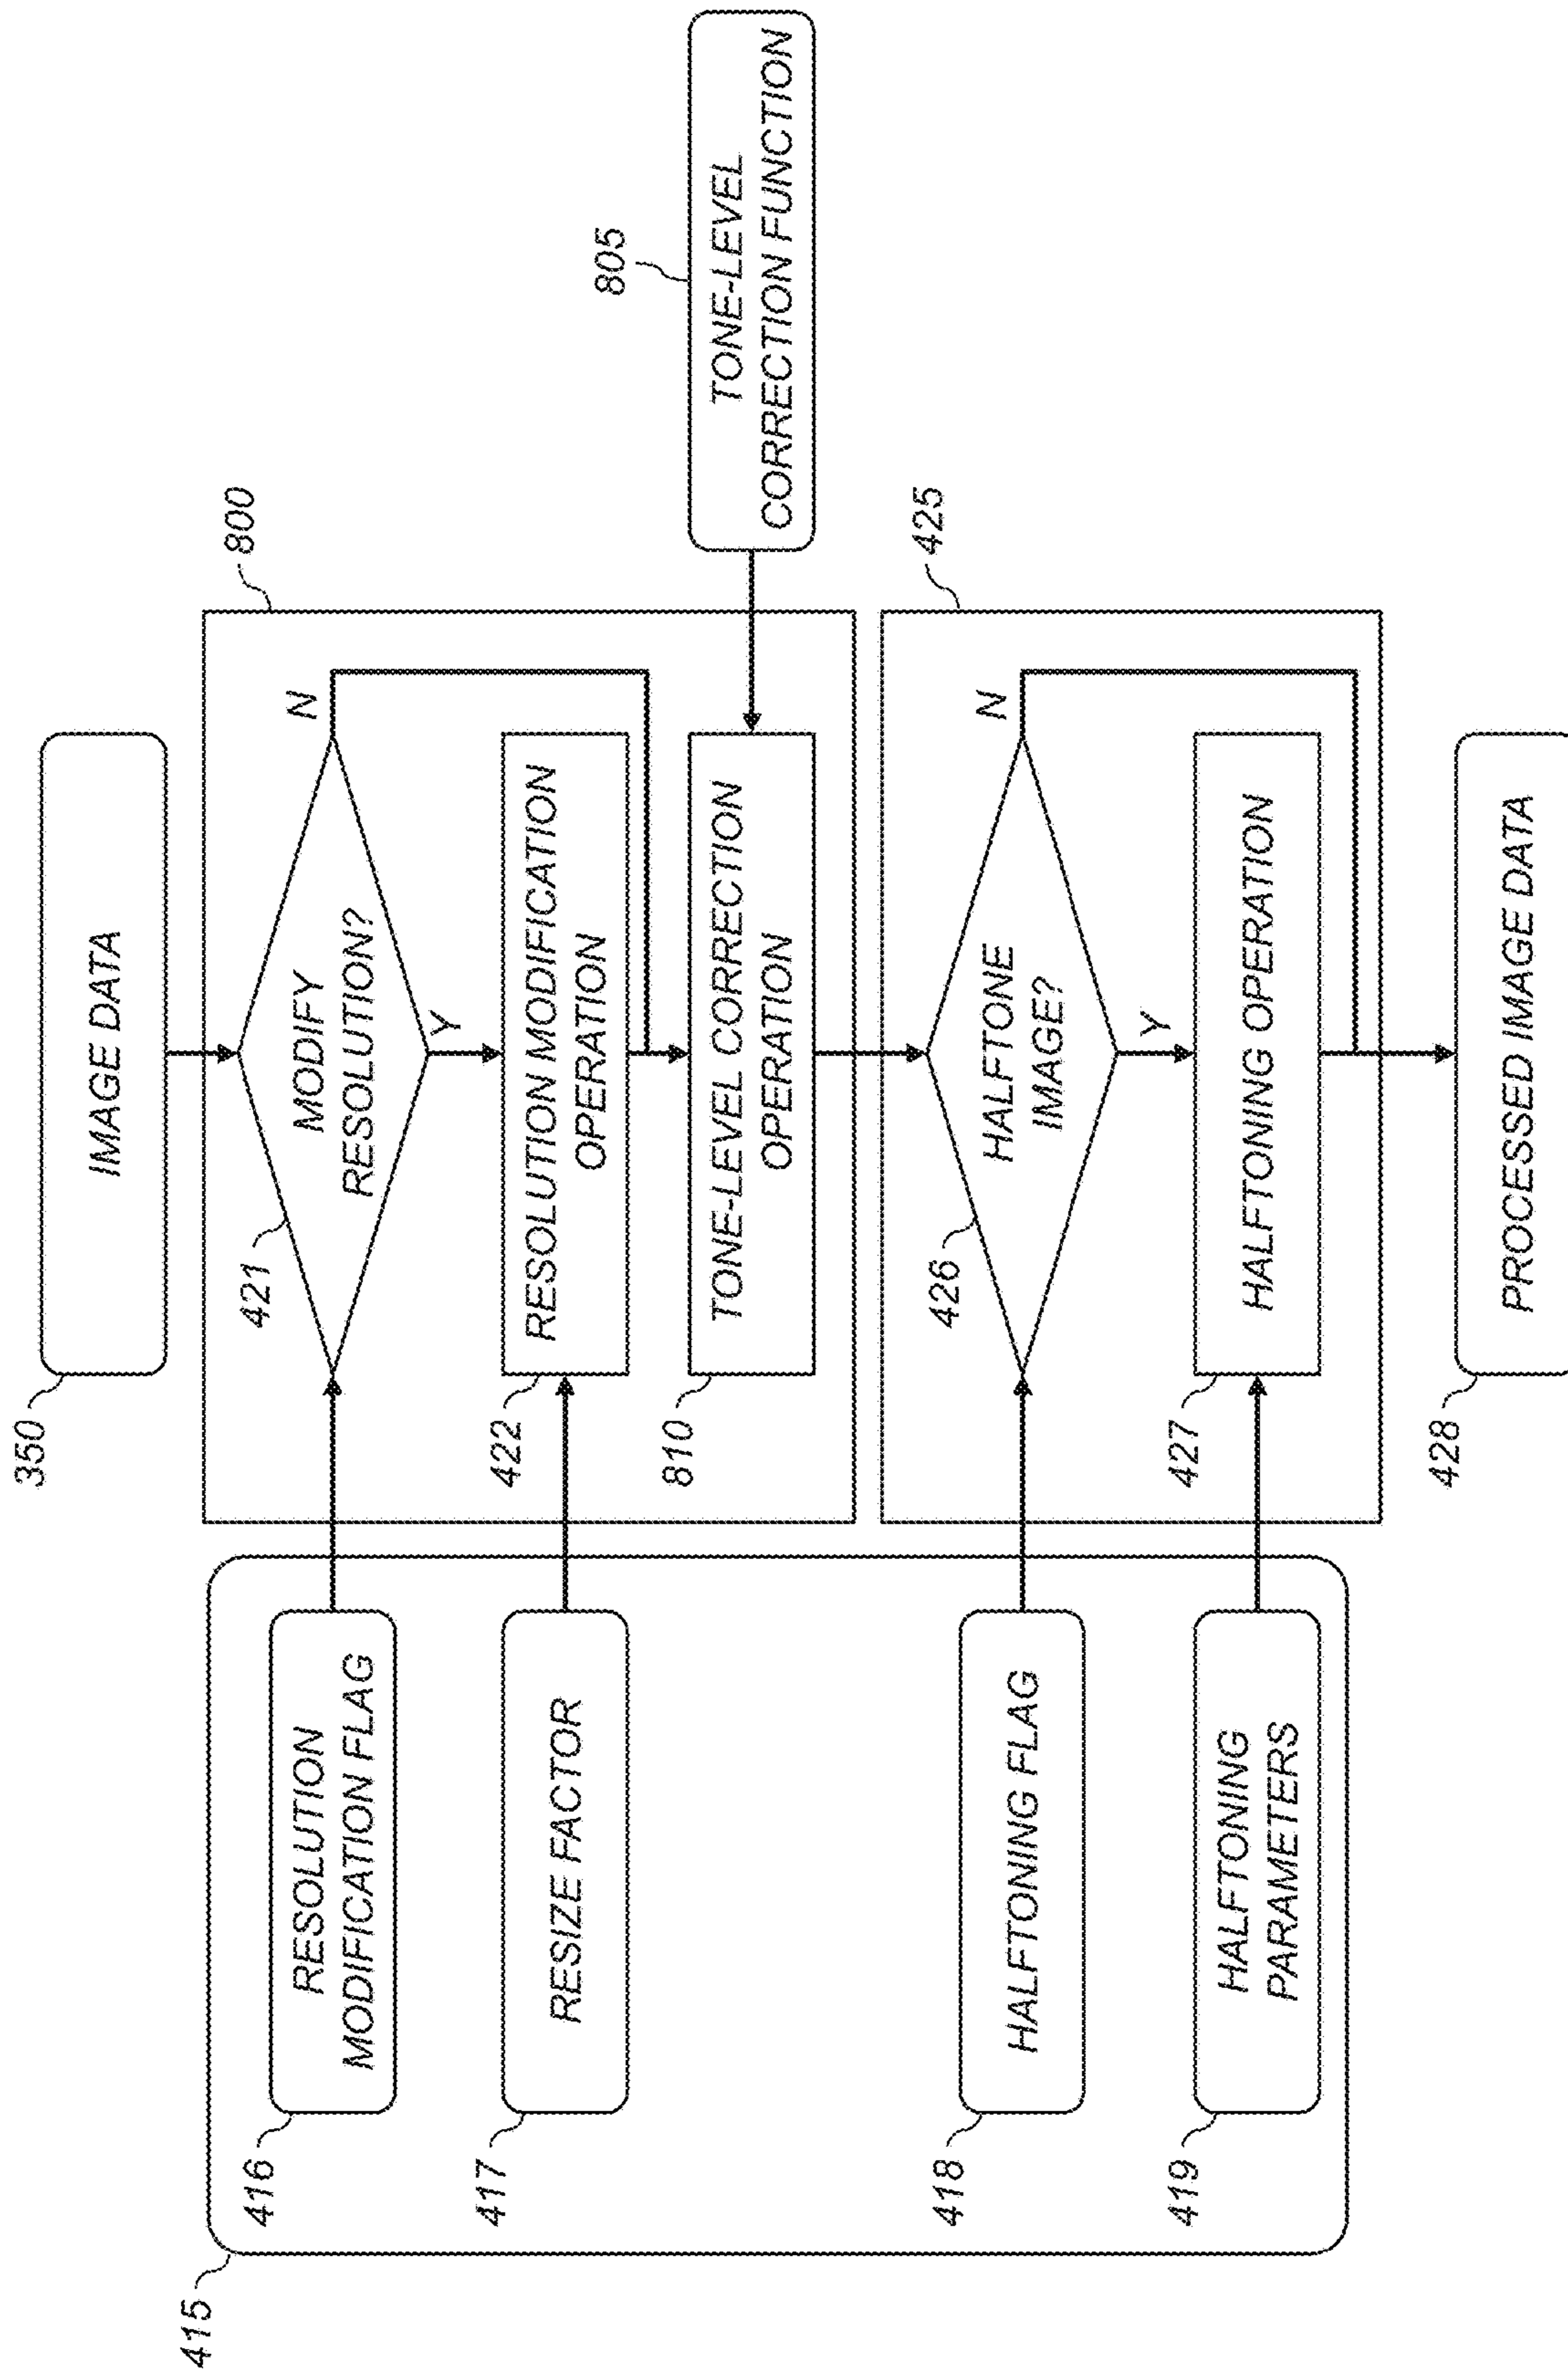 350
IMAGE DATA
800
421
MODIFY
RESOLUTION?
N
Y
415
416
RESOLUTION
MODIFICATION FLAG
417
RESIZE FACTOR
422
RESOLUTION MODIFICATION
OPERATION
805
TONE-LEVEL
CORRECTION FUNCTION
810
TONE-LEVEL CORRECTION
OPERATION
425
418
HALFTONING FLAG
426
HALFTONE
IMAGE?
N
Y
419
HALFTONING
PARAMETERS
427
HALFTONING OPERATION
428
PROCESSED IMAGE DATA